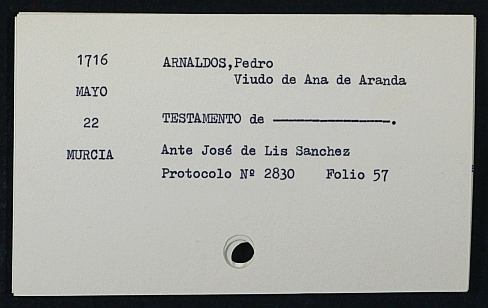 1716 ARNALDOS,Pedro
Viudo de Ana de Aranda
MAYO
22 TESTAMENTO de ————————.
MURCIA Ante José de Lis Sanchez
Protocolo Nº 2830 Folio 57